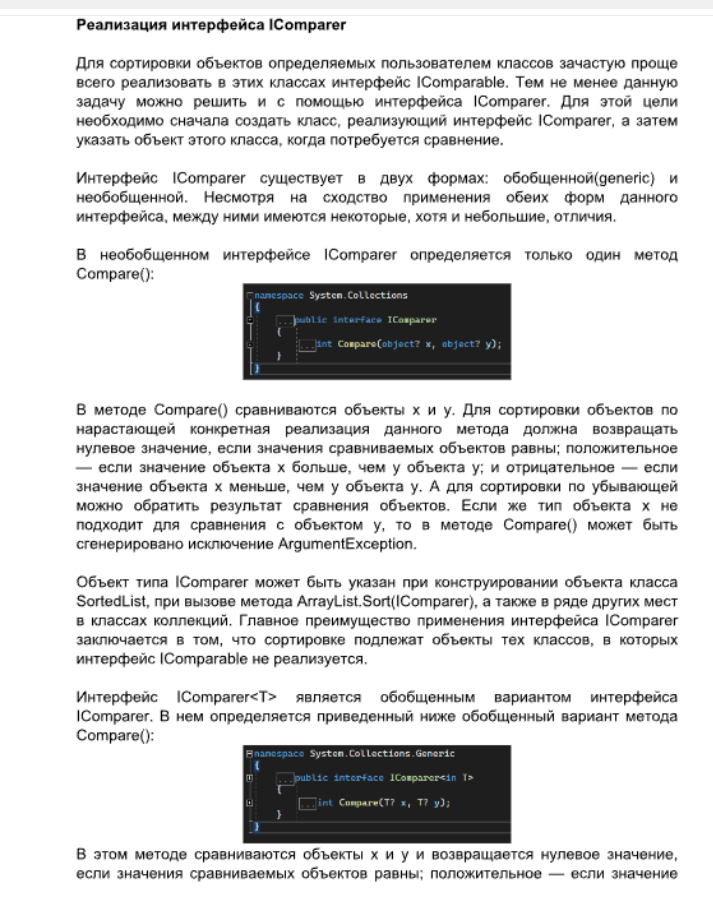 Реализация интерфейса IComparer
Для сортировки объектов определяемых пользователем классов зачастую проще
всего реализовать в этих классах интерфейс IComparable. Тем не менее данную
задачу можно решить и с помощью интерфейса IComparer. Для этой цели
необходимо сначала создать класс, реализующий интерфейс IComparer, а затем
указать объект этого класса, когда потребуется сравнение.
Интерфейс IComparer существует в двух формах: обобщенной(generic) и
необобщенной. Несмотря на сходство применения обеих форм данного
интерфейса, между ними имеются некоторые, хотя и небольшие, отличия.
В необобщенном интерфейсе IComparer определяется только один метод
Compare():
namespace System.Collections
{
...public interface IComparer
{
...int Compare(object? x, object? y);
}
}
В методе Compare() сравниваются объекты x и y. Для сортировки объектов по
нарастающей конкретная реализация данного метода должна возвращать
нулевое значение, если значения сравниваемых объектов равны; положительное
— если значение объекта x больше, чем у объекта y; и отрицательное — если
значение объекта x меньше, чем у объекта y. А для сортировки по убывающей
можно обратить результат сравнения объектов. Если же тип объекта x не
подходит для сравнения с объектом y, то в методе Compare() может быть
сгенерировано исключение ArgumentException.
Объект типа IComparer может быть указан при конструировании объекта класса
SortedList, при вызове метода ArrayList.Sort(IComparer), а также в ряде других мест
в классах коллекций. Главное преимущество применения интерфейса IComparer
заключается в том, что сортировке подлежат объекты тех классов, в которых
интерфейс IComparable не реализуется.
Интерфейс IComparer<T> является обобщенным вариантом интерфейса
IComparer. В нем определяется приведенный ниже обобщенный вариант метода
Compare():
namespace System.Collections.Generic
{
...public interface IComparer<in T>
{
...int Compare(T? x, T? y);
}
}
В этом методе сравниваются объекты x и y и возвращается нулевое значение,
если значения сравниваемых объектов равны; положительное — если значение